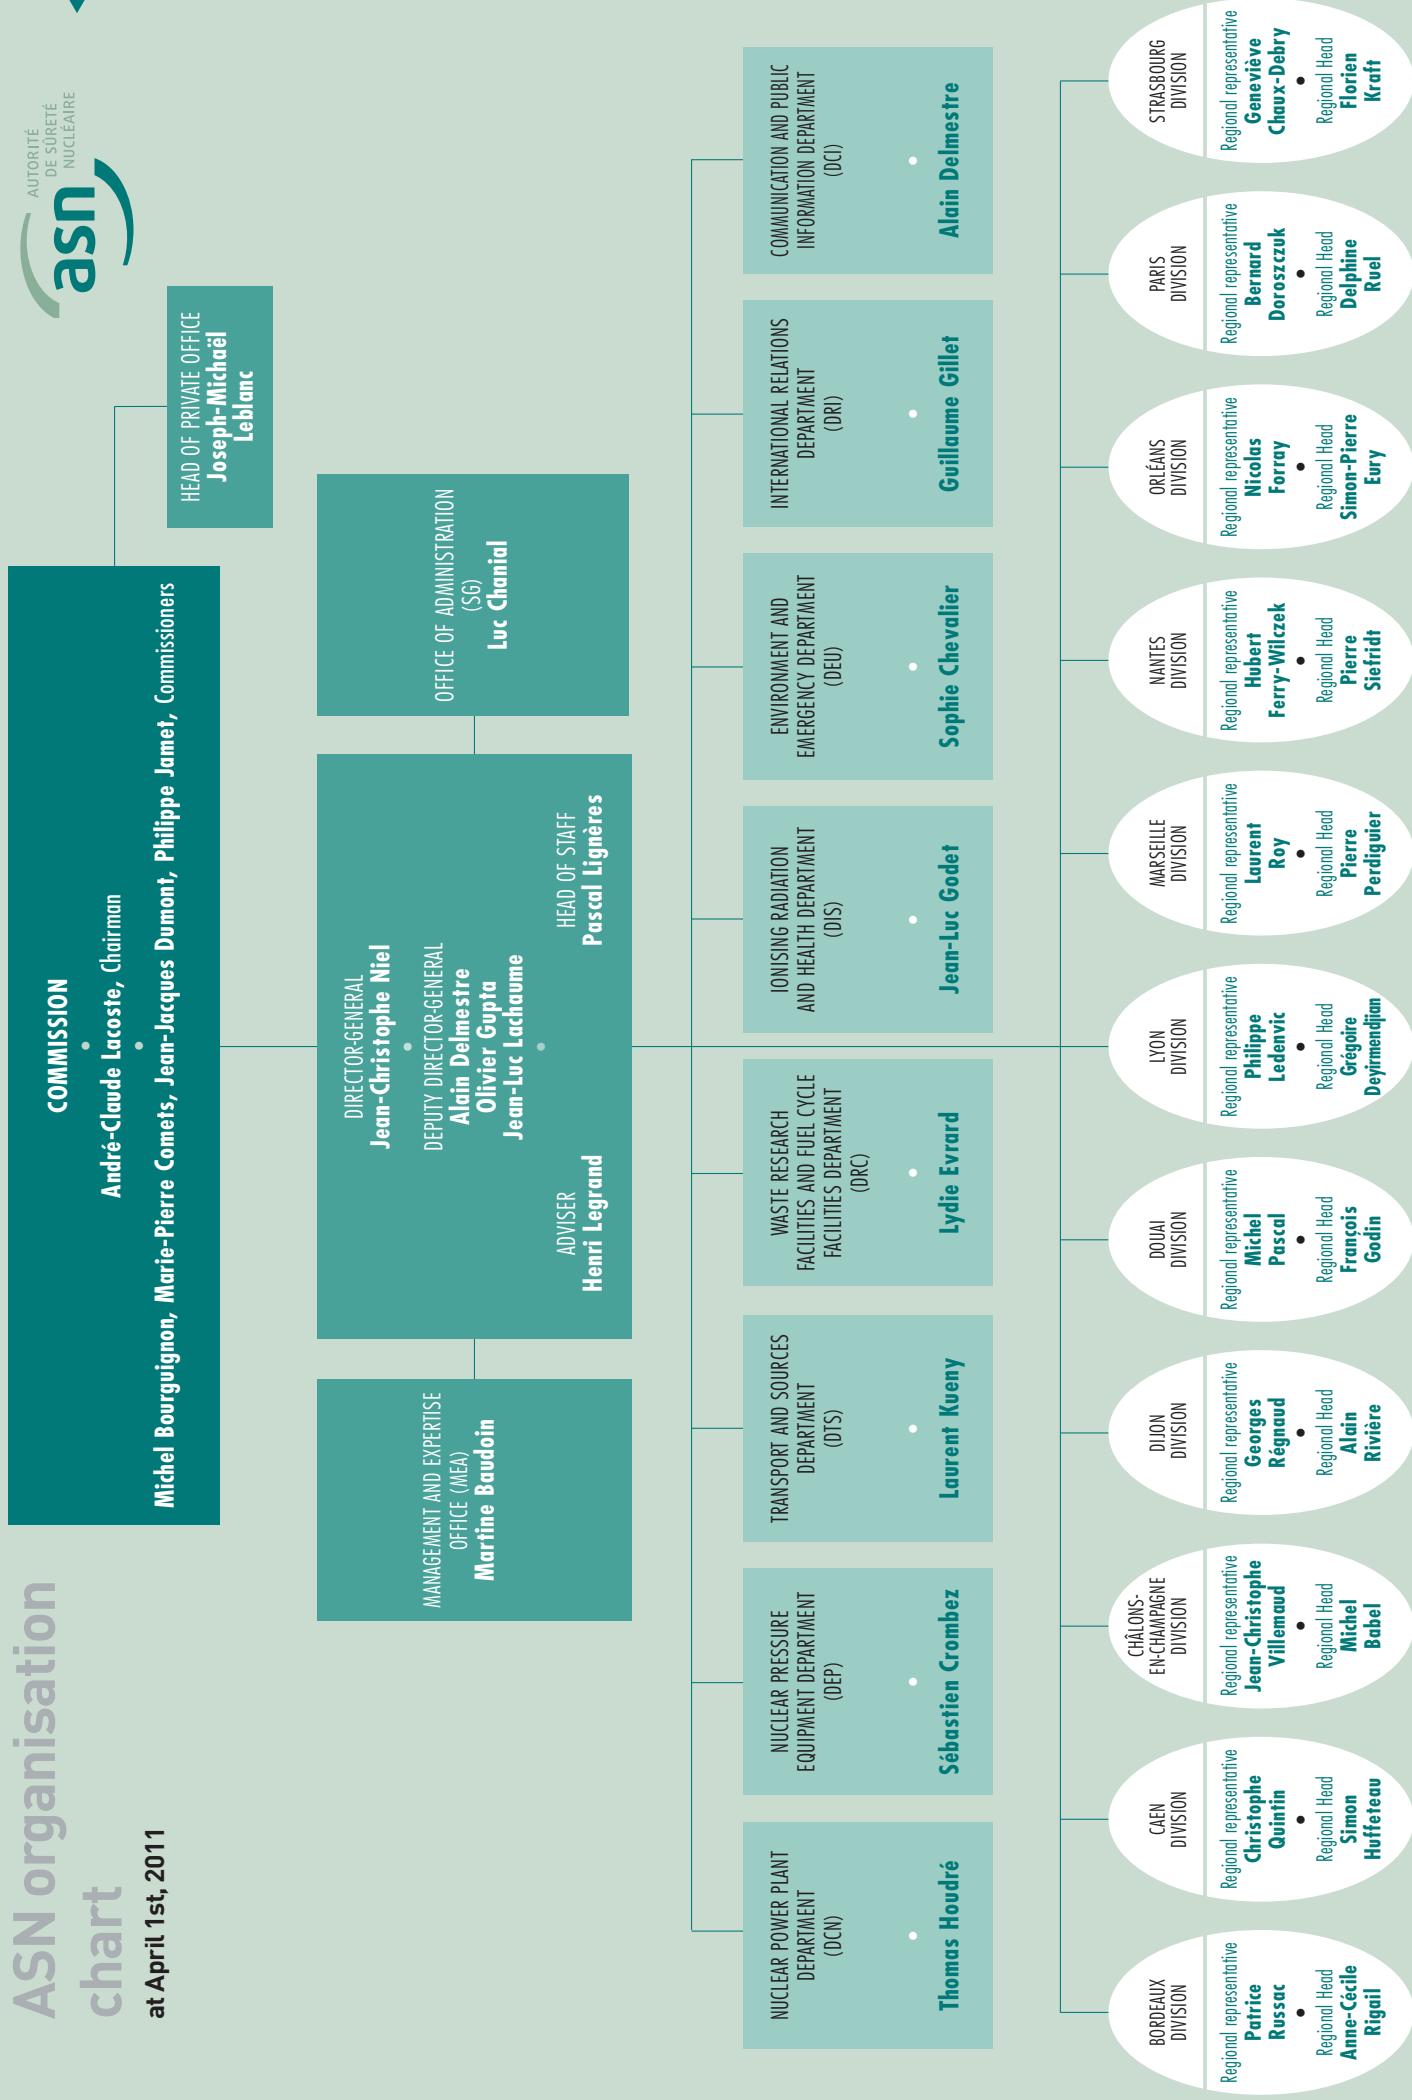 ASN organisation
chart
at April 1st, 2011
AUTORITÉ
DE SÛRETÉ
NUCLÉAIRE
asn
COMMISSION
•
André-Claude Lacoste, Chairman
•
Michel Bourguignon, Marie-Pierre Comets, Jean-Jacques Dumont, Philippe Jamet, Commissioners
HEAD OF PRIVATE OFFICE
Joseph-Michaël
Leblanc
MANAGEMENT AND EXPERTISE
OFFICE (MEA)
Martine Baudoin
DIRECTOR-GENERAL
Jean-Christophe Niel
•
DEPUTY DIRECTOR-GENERAL
Alain Delmestre
Olivier Gupta
Jean-Luc Lachaume
•
ADVISER
Henri Legrand
HEAD OF STAFF
Pascal Lignères
OFFICE OF ADMINISTRATION
(SG)
Luc Chanial
NUCLEAR POWER PLANT
DEPARTMENT
(DCN)
•
Thomas Houdré
NUCLEAR PRESSURE
EQUIPMENT DEPARTMENT
(DEP)
•
Sébastien Crombez
TRANSPORT AND SOURCES
DEPARTMENT
(DTS)
•
Laurent Kueny
WASTE RESEARCH
FACILITIES AND FUEL CYCLE
FACILITIES DEPARTMENT
(DRC)
•
Lydie Evrard
IONISING RADIATION
AND HEALTH DEPARTMENT
(DIS)
•
Jean-Luc Godet
ENVIRONMENT AND
EMERGENCY DEPARTMENT
(DEU)
•
Sophie Chevalier
INTERNATIONAL RELATIONS
DEPARTMENT
(DRI)
•
Guillaume Gillet
COMMUNICATION AND PUBLIC
INFORMATION DEPARTMENT
(DCI)
•
Alain Delmestre
BORDEAUX
DIVISION
Regional representative
Patrice
Russac
•
Regional Head
Anne-Cécile
Rigail
CAEN
DIVISION
Regional representative
Christophe
Quintin
•
Regional Head
Simon
Huffeteau
CHÂLONS-
EN-CHAMPAGNE
DIVISION
Regional representative
Jean-Christophe
Villemaud
•
Regional Head
Michel
Babel
DIJON
DIVISION
Regional representative
Georges
Régnaud
•
Regional Head
Alain
Rivière
DOUAI
DIVISION
Regional representative
Michel
Pascal
•
Regional Head
François
Godin
LYON
DIVISION
Regional representative
Philippe
Ledenvic
•
Regional Head
Grégoire
Deyirmendjian
MARSEILLE
DIVISION
Regional representative
Laurent
Roy
•
Regional Head
Pierre
Perdiguier
NANTES
DIVISION
Regional representative
Hubert
Ferry-Wilczek
•
Regional Head
Pierre
Siefridt
ORLÉANS
DIVISION
Regional representative
Nicolas
Forray
•
Regional Head
Simon-Pierre
Eury
PARIS
DIVISION
Regional representative
Bernard
Doroszczuk
•
Regional Head
Delphine
Ruel
STRASBOURG
DIVISION
Regional representative
Geneviève
Chaux-Debry
•
Regional Head
Florien
Kraft